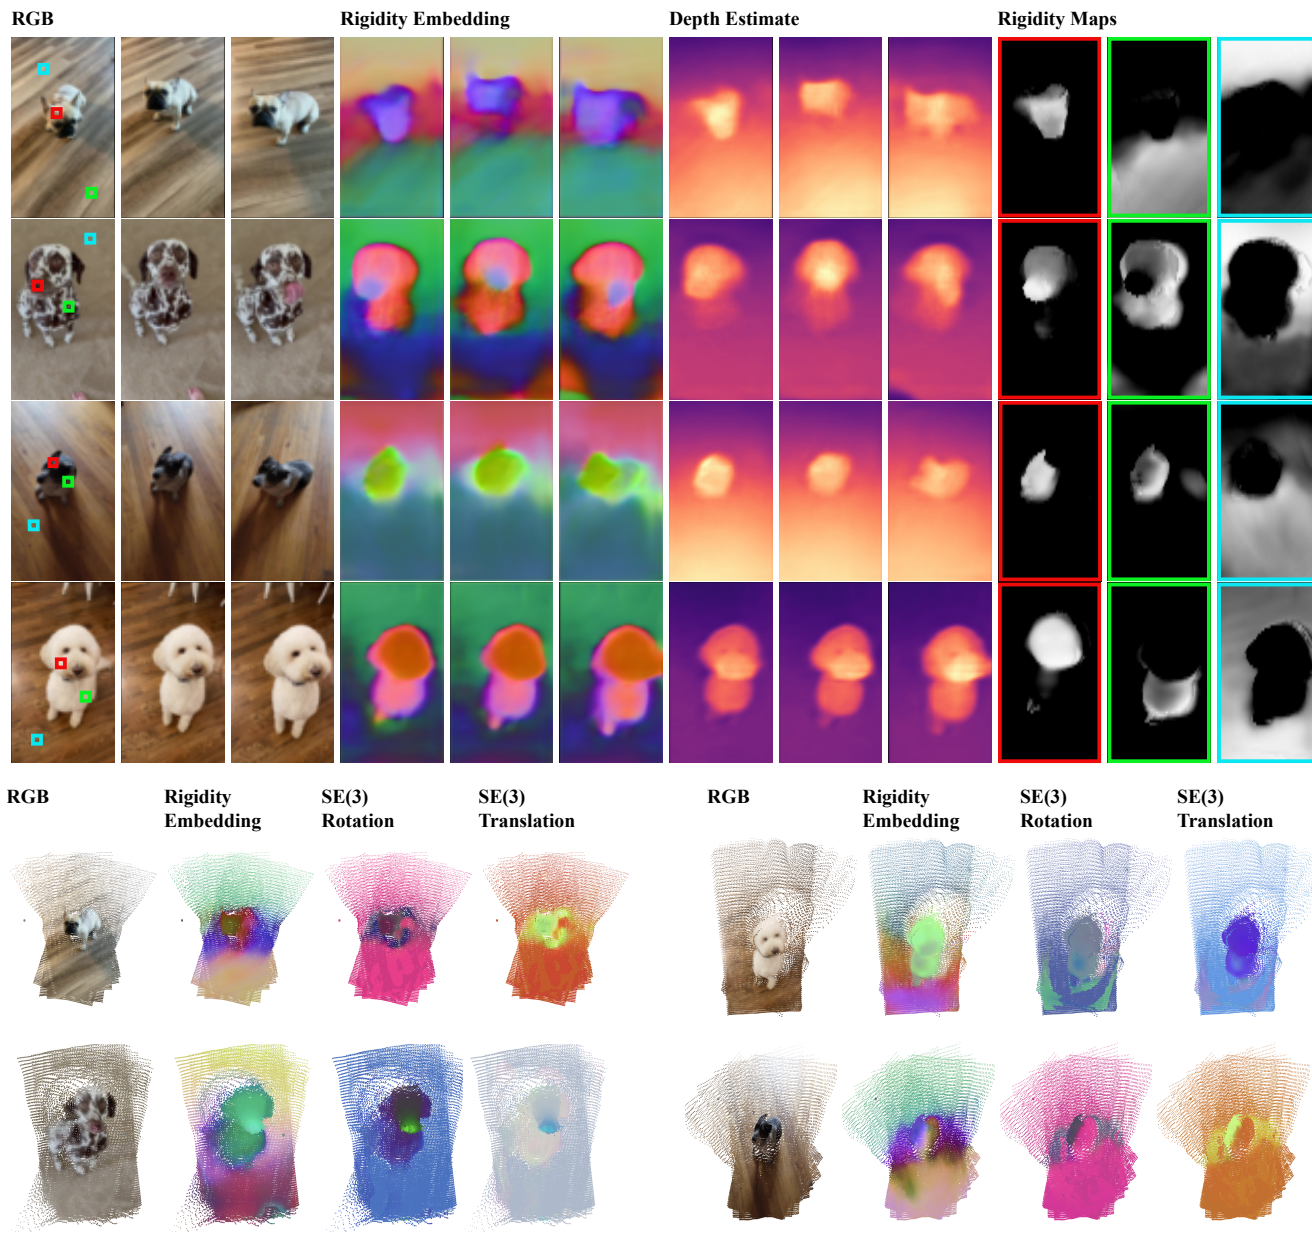 RGB
Rigidity Embedding
Depth Estimate
Rigidity Maps
RGB
Rigidity
Embedding
SE(3)
Rotation
SE(3)
Translation
RGB
Rigidity
Embedding
SE(3)
Rotation
SE(3)
Translation